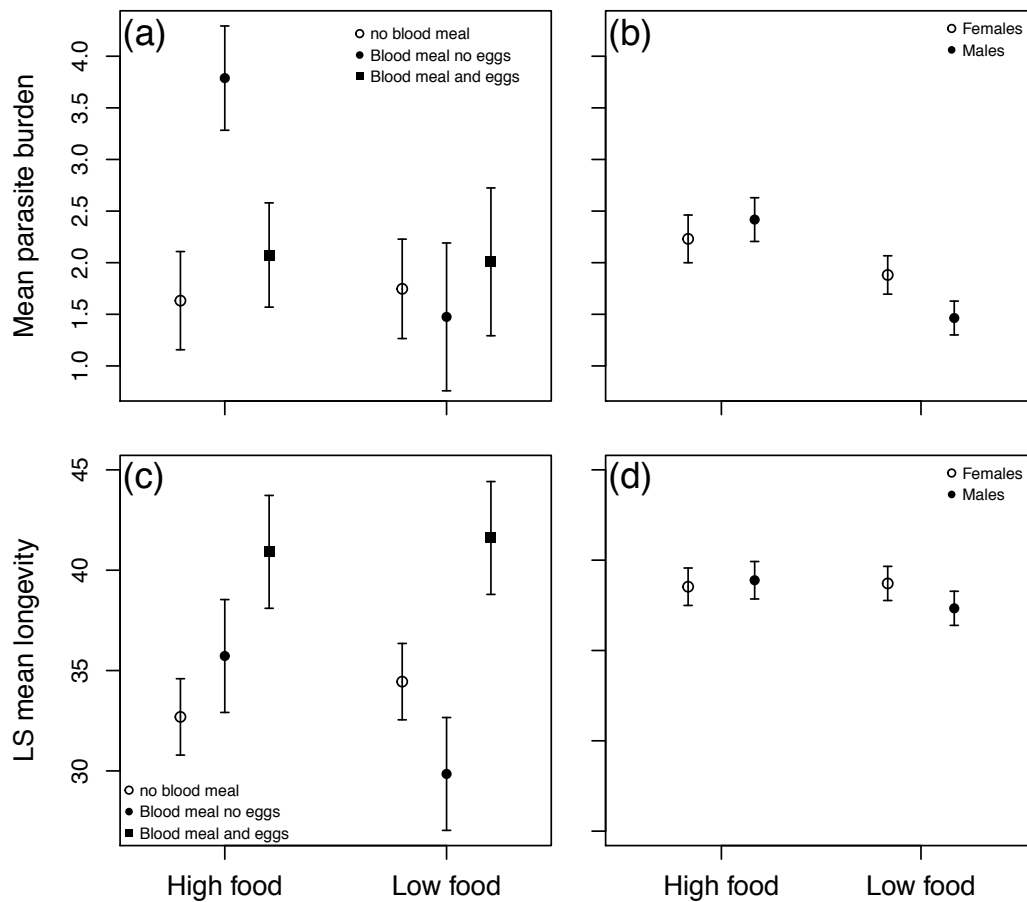 (a)
no blood meal
Blood meal no eggs
Blood meal and eggs
Mean parasite burden
4.0
3.5
3.0
2.5
2.0
1.5
1.0
(b)
Females
Males
(c)
LS mean longevity
45
40
35
30
no blood meal
Blood meal no eggs
Blood meal and eggs
High food
Low food
(d)
Females
Males
High food
Low food